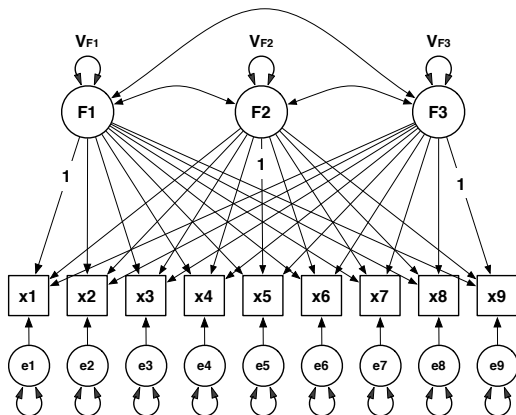 VF1 VF2 VF3
F1 F2 F3
1 1 1
x1 x2 x3 x4 x5 x6 x7 x8 x9
e1 e2 e3 e4 e5 e6 e7 e8 e9